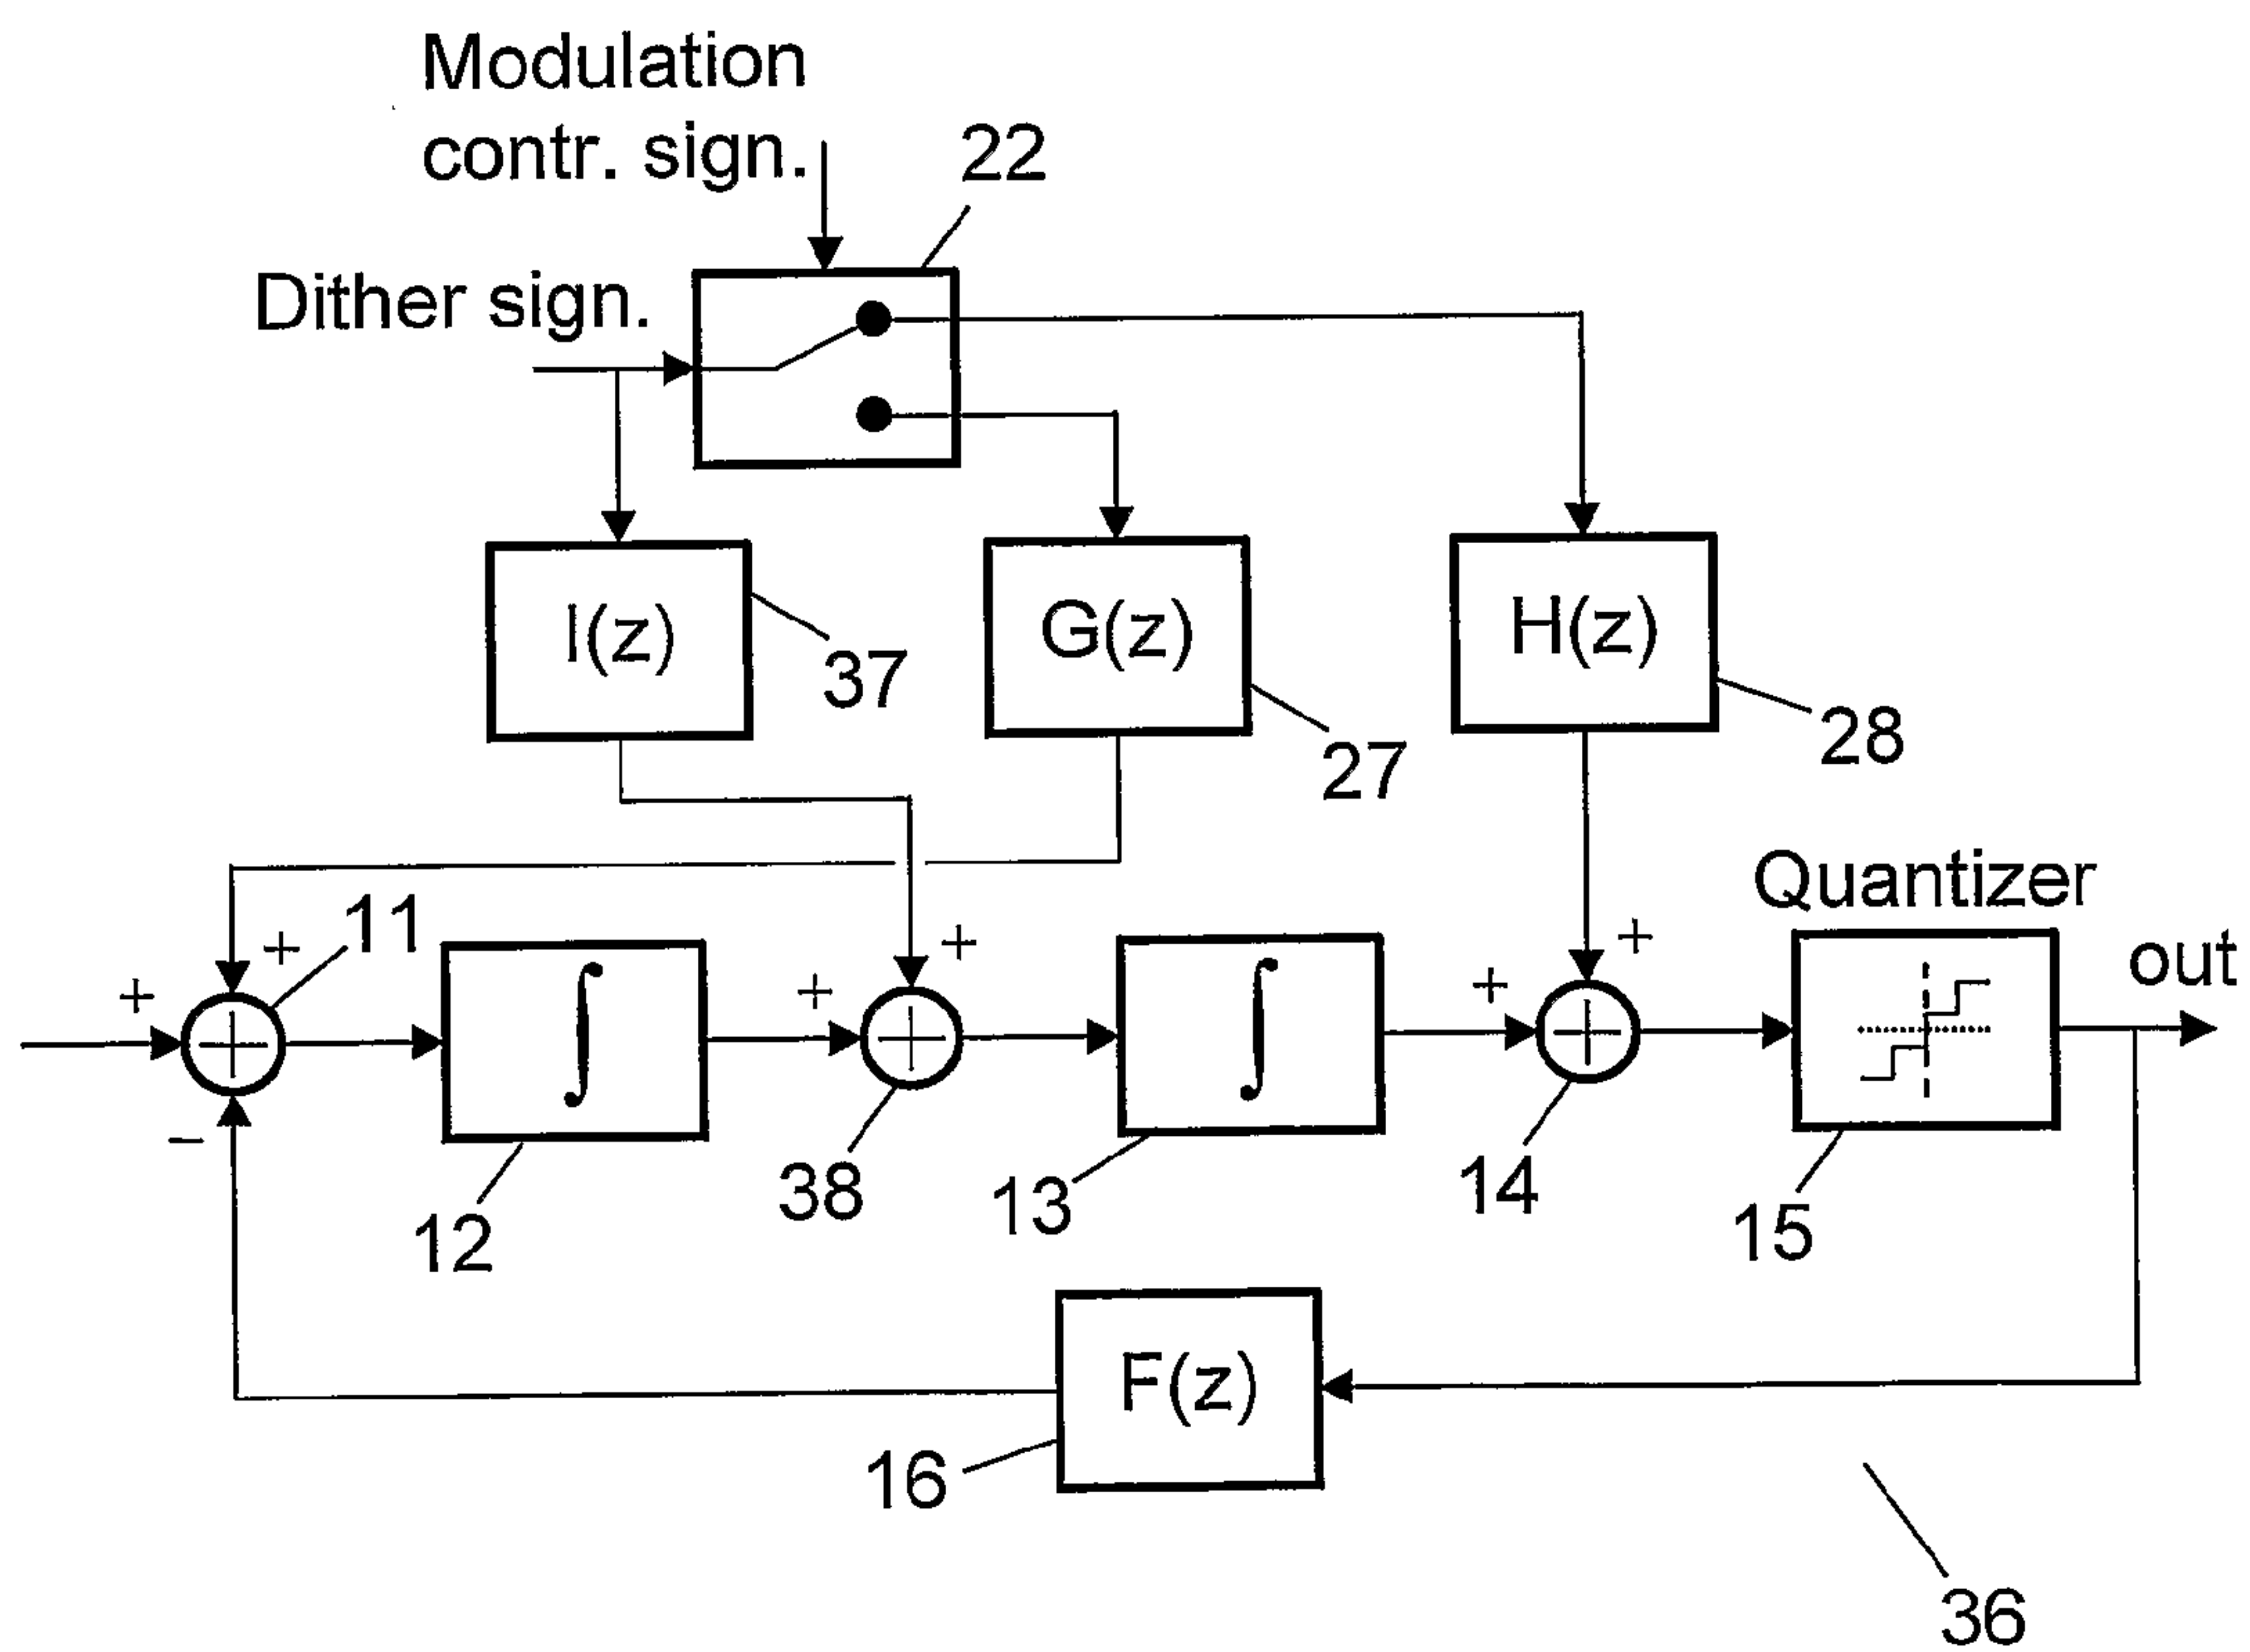 Modulation
contr. sign.
22
Dither sign.
I(z)
G(z)
H(z)
37
27
28
Quantizer
11
+
+
+
+
+
+
out
−
∫
∫
38
13
14
15
12
F(z)
16
36